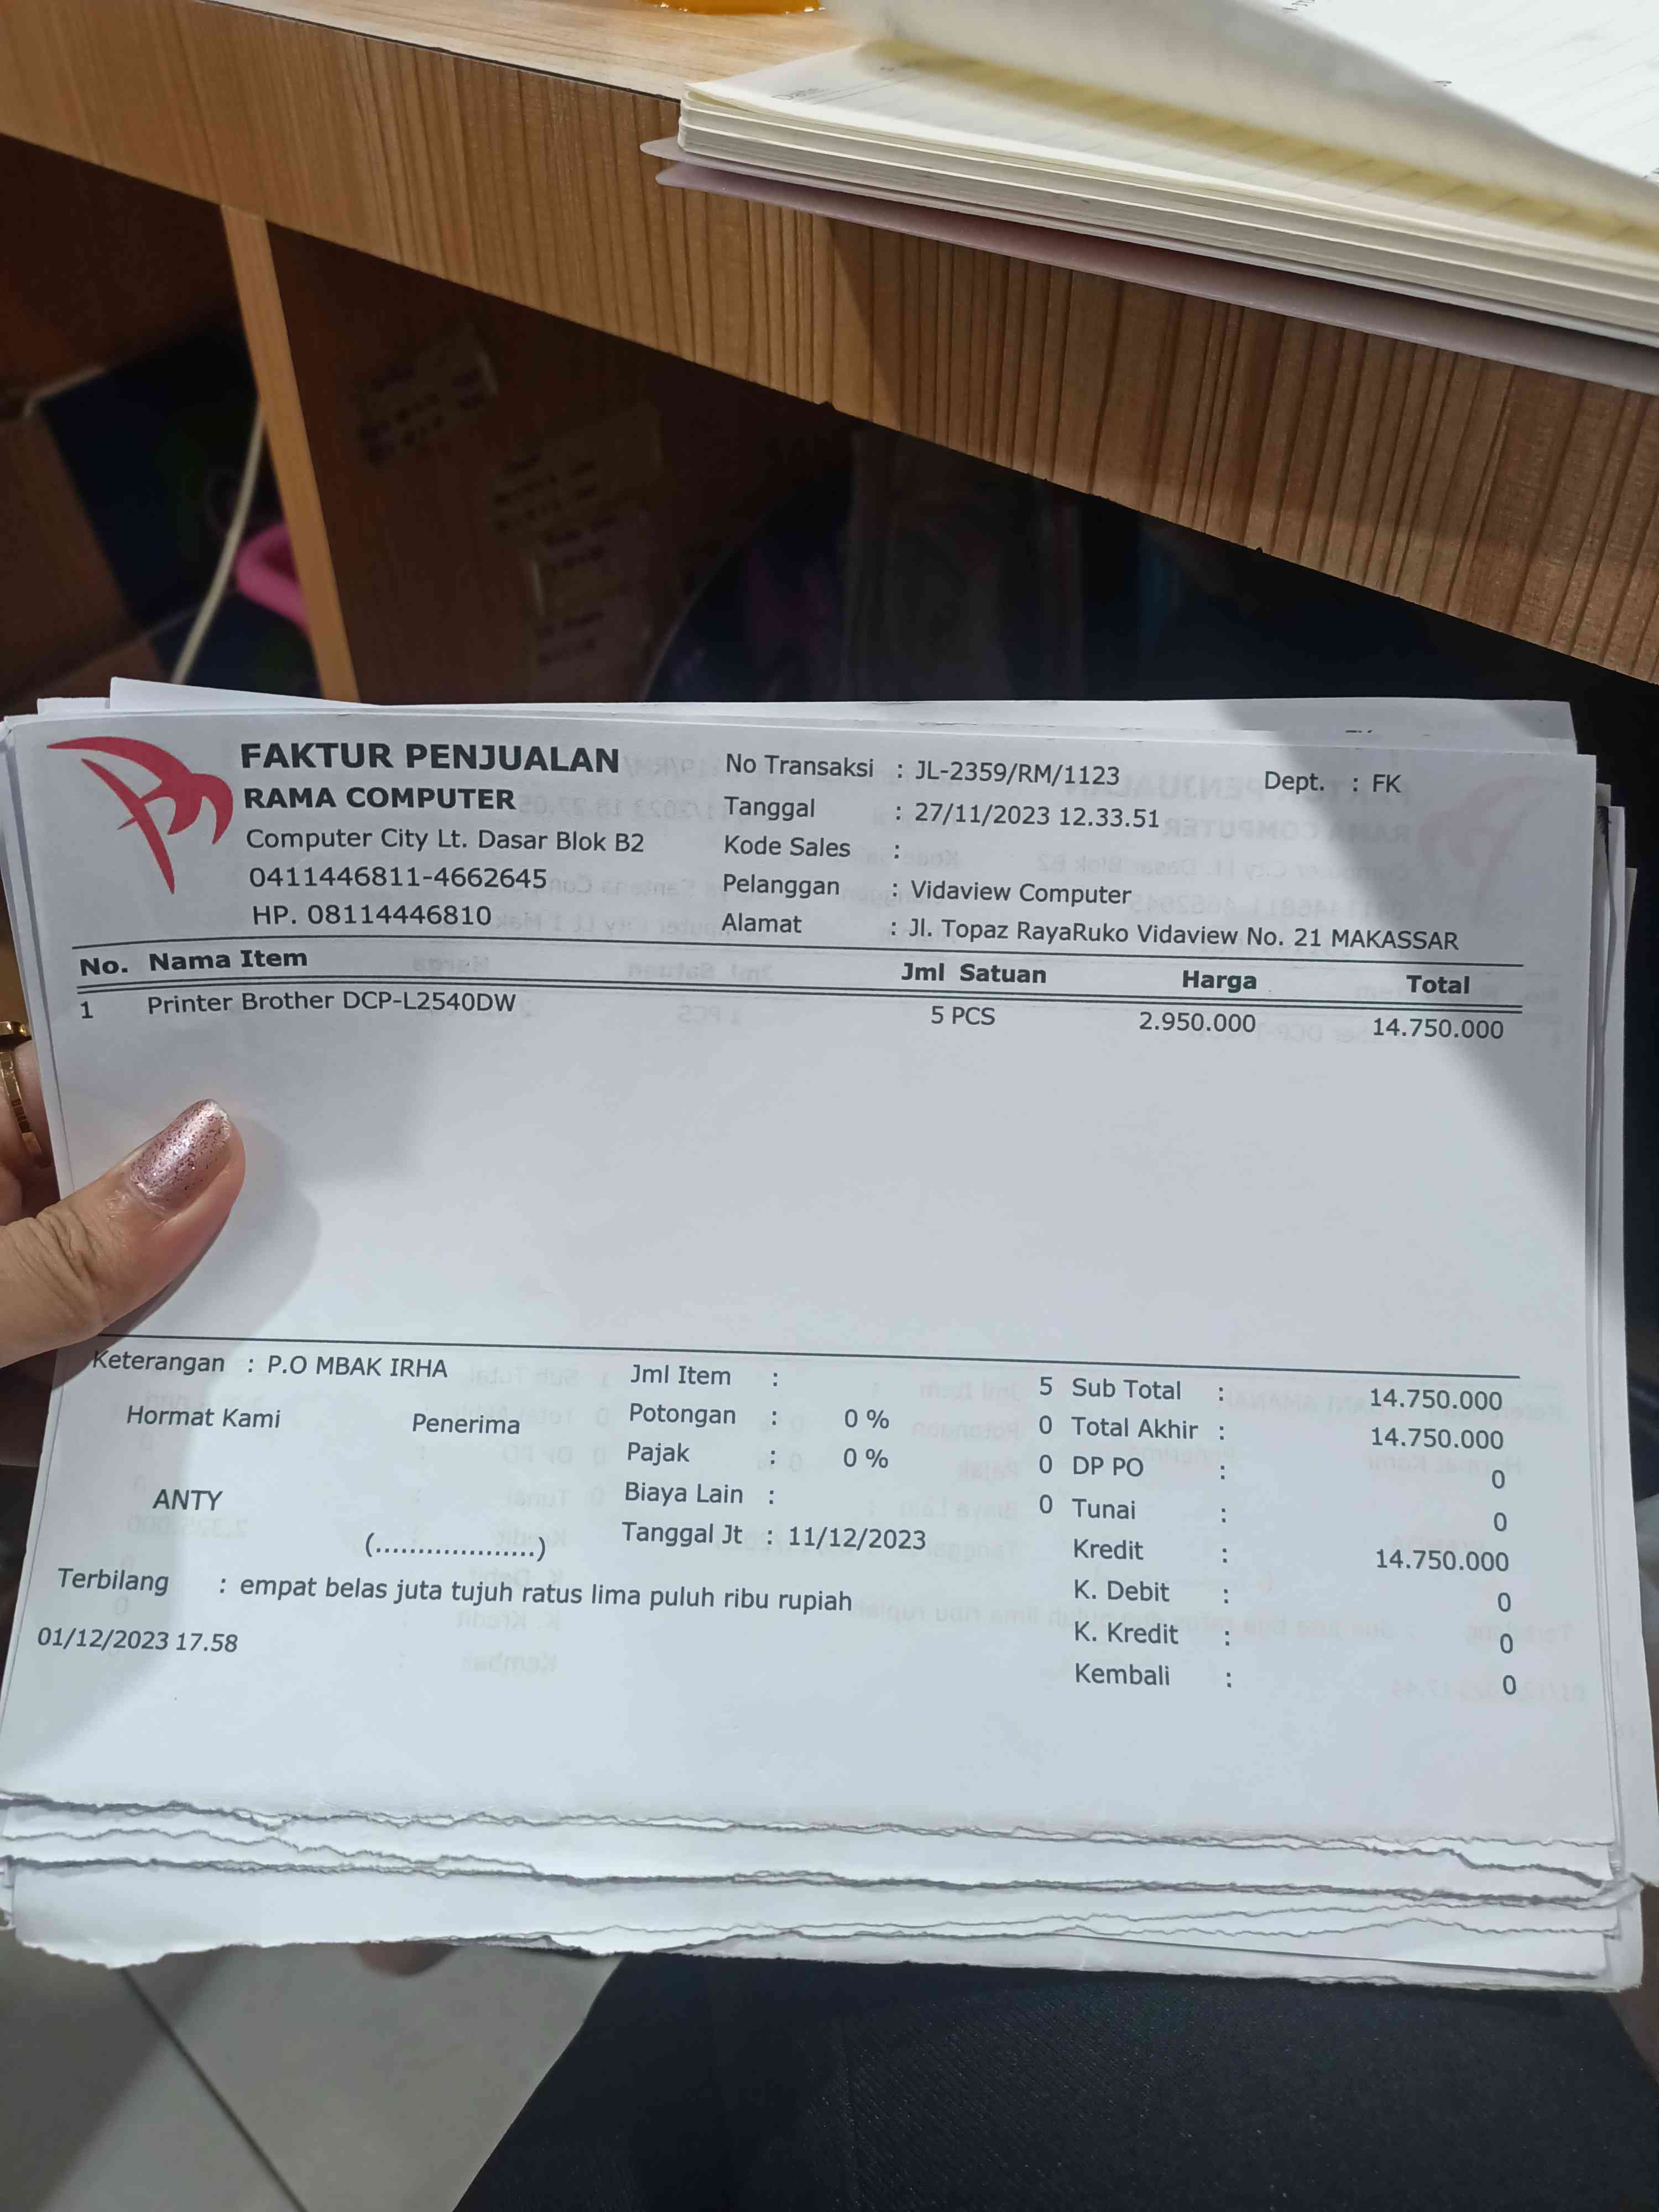 FAKTUR PENJUALAN
RAMA COMPUTER
Computer City Lt. Dasar Blok B2
0411446811-4662645
HP. 08114446810
No Transaksi : JL-2359/RM/1123
Dept. : FK
Tanggal : 27/11/2023 12.33.51
Kode Sales :
Pelanggan : Vidaview Computer
Alamat : Jl. Topaz RayaRuko Vidaview No. 21 MAKASSAR
No. Nama Item Jml Satuan Harga Total
1 Printer Brother DCP-L2540DW 5 PCS 2.950.000 14.750.000
Keterangan : P.O MBAK IRHA
Hormat Kami Penerima
ANTY
(...................)
Jml Item : 5
Potongan : 0 % 0
Pajak : 0 % 0
Biaya Lain : 0
Tanggal Jt : 11/12/2023
Sub Total : 14.750.000
Total Akhir : 14.750.000
DP PO : 0
Tunai : 0
Kredit : 14.750.000
K. Debit : 0
K. Kredit : 0
Kembali : 0
Terbilang : empat belas juta tujuh ratus lima puluh ribu rupiah
01/12/2023 17.58